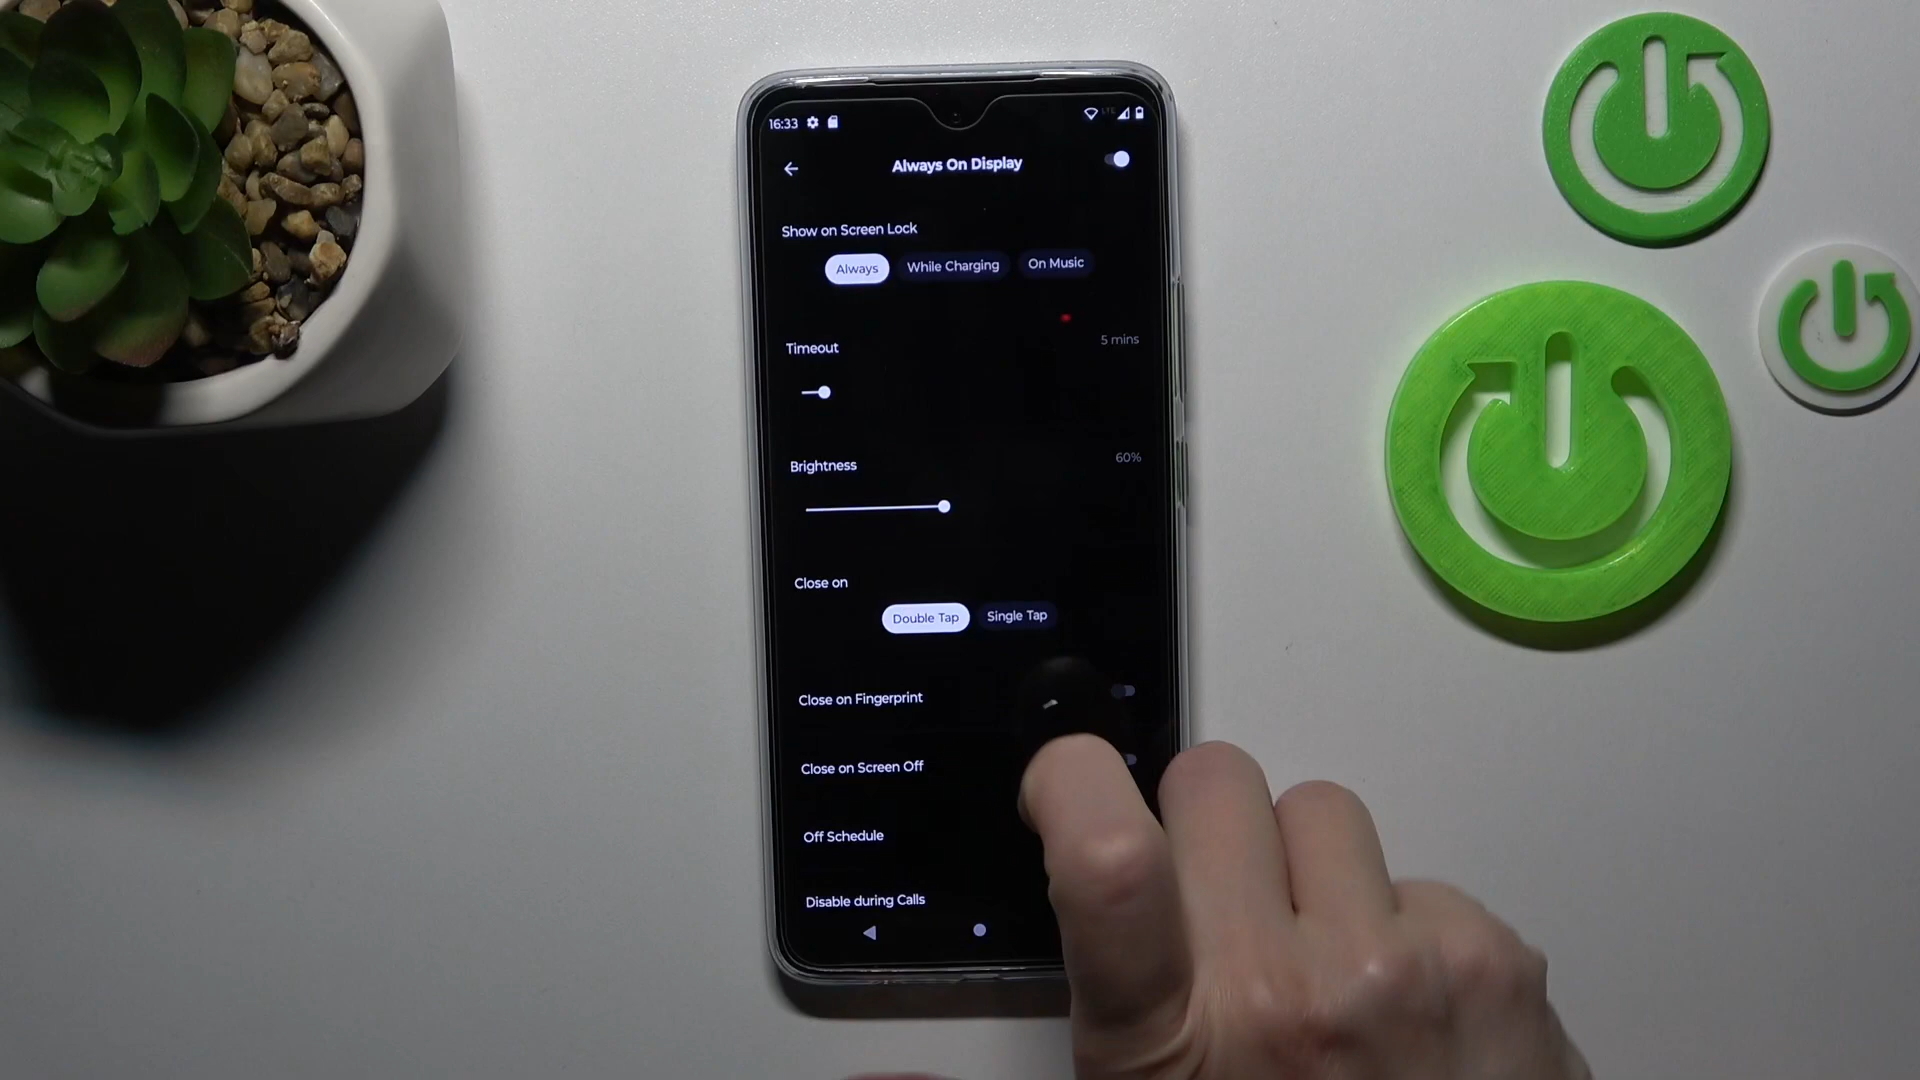 16:33 LTE
Always On Display
Show on Screen Lock
Always While Charging On Music
Timeout 5 mins
Brightness 60%
Close on
Double Tap Single Tap
Close on Fingerprint
Close on Screen Off
Off Schedule
Disable during Calls